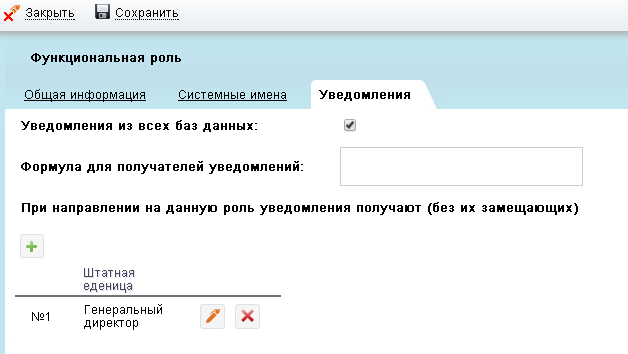 Закрыть Сохранить
Функциональная роль
Общая информация Системные имена Уведомления
Уведомления из всех баз данных:
Формула для получателей уведомлений:
При направлении на данную роль уведомления получают (без их замещающих)
Штатная
еденица
№1 Генеральный
директор